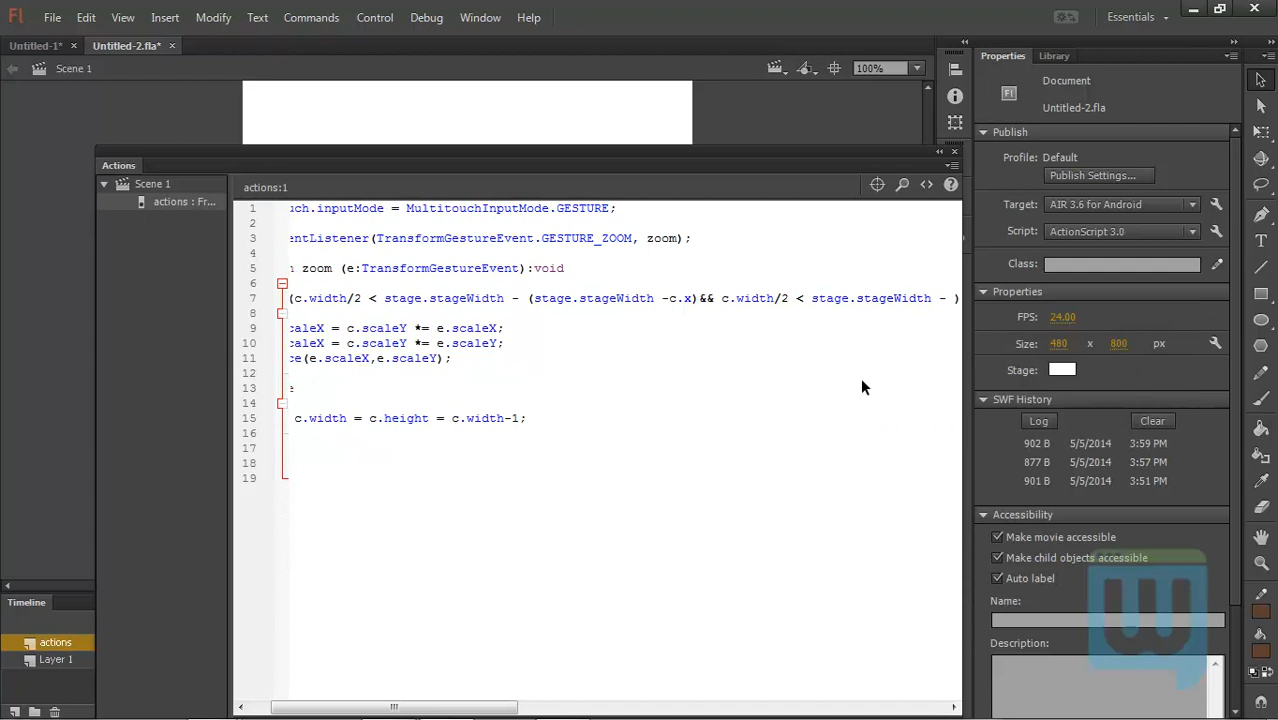 Fl File Edit View Insert Modify Text Commands Control Debug Window Help Essentials
Untitled-1* × Untitled-2.fla* ×
Scene 1 100%
Properties Library
Document
Untitled-2.fla
Publish
Profile: Default
Publish Settings...
Target: AIR 3.6 for Android
Script: ActionScript 3.0
Class:
Properties
FPS: 24.00
Size: 480 x 800 px
Stage:
SWF History
Log Clear
902 B 5/5/2014 3:59 PM
877 B 5/5/2014 3:57 PM
901 B 5/5/2014 3:51 PM
Accessibility
Make movie accessible
Make child objects accessible
Auto label
Name:
Description:
Actions
Scene 1
actions : Fr...
actions:1
1 uch.inputMode = MultitouchInputMode.GESTURE;
2
3 entListener(TransformGestureEvent.GESTURE_ZOOM, zoom);
4
5 n zoom (e:TransformGestureEvent):void
6
7 (c.width/2 < stage.stageWidth - (stage.stageWidth -c.x)&& c.width/2 < stage.stageWidth - )
8
9 caleX = c.scaleY *= e.scaleX;
10 caleX = c.scaleY *= e.scaleY;
11 ce(e.scaleX,e.scaleY);
12
13 e
14
15 c.width = c.height = c.width-1;
16
17
18
19
Timeline
actions
Layer 1
W